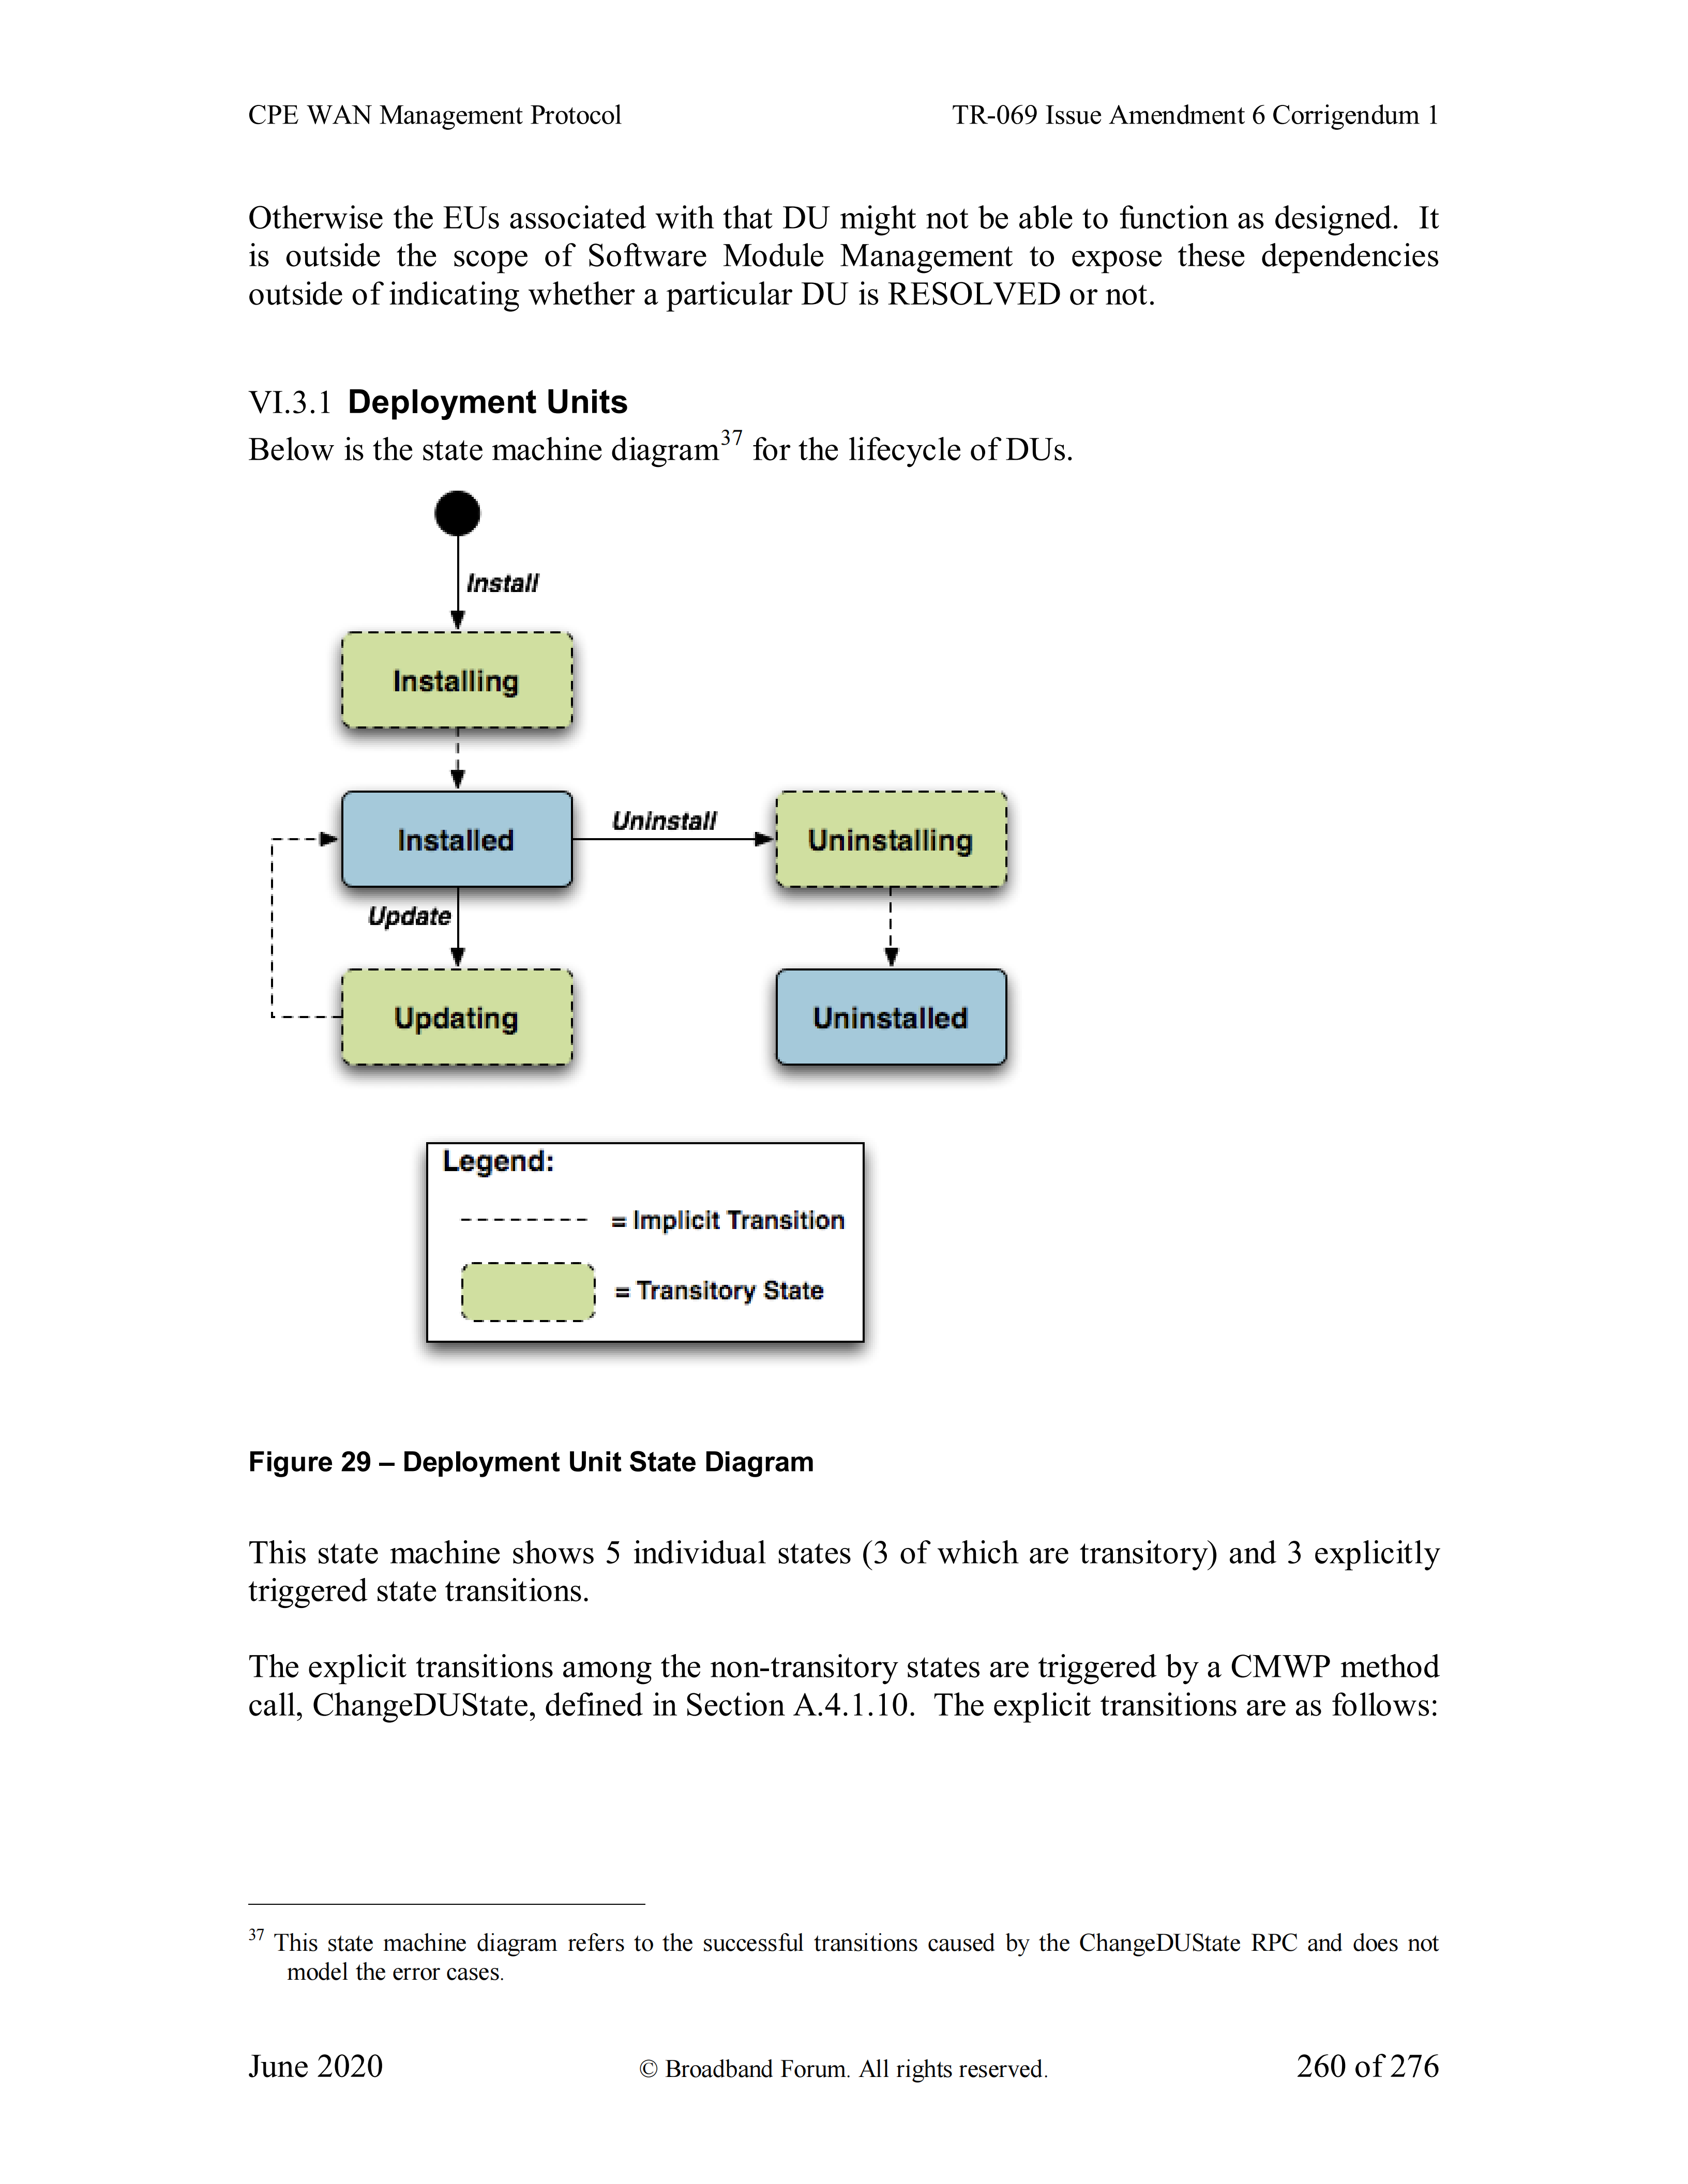 CPE WAN Management Protocol TR-069 Issue Amendment 6 Corrigendum 1
Otherwise the EUs associated with that DU might not be able to function as designed.  It
is outside the scope of Software Module Management to expose these dependencies
outside of indicating whether a particular DU is RESOLVED or not.
VI.3.1 Deployment Units
Below is the state machine diagram37 for the lifecycle of DUs.
Install
Installing
Installed
Uninstall
Uninstalling
Update
Updating
Uninstalled
Legend:
= Implicit Transition
= Transitory State
Figure 29 – Deployment Unit State Diagram
This state machine shows 5 individual states (3 of which are transitory) and 3 explicitly
triggered state transitions.
The explicit transitions among the non-transitory states are triggered by a CMWP method
call, ChangeDUState, defined in Section A.4.1.10.  The explicit transitions are as follows:
37 This state machine diagram refers to the successful transitions caused by the ChangeDUState RPC and does not
model the error cases.
June 2020 © Broadband Forum. All rights reserved. 260 of 276